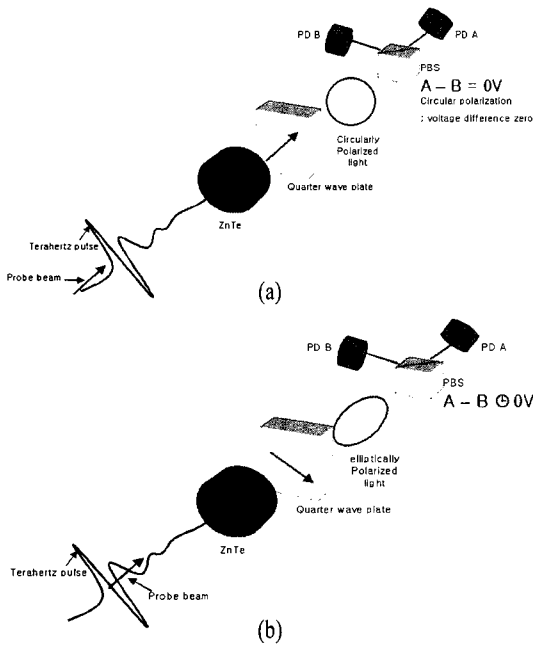 PD B
PD A
PBS
A – B = 0V
Circular polarization
; voltage difference zero
Circularly
Polarized
light
Quarter wave plate
ZnTe
Terahertz pulse
Probe beam
(a)
PD B
PD A
PBS
A – B ⊕ 0V
elliptically
Polarized
light
Quarter wave plate
ZnTe
Terahertz pulse
Probe beam
(b)